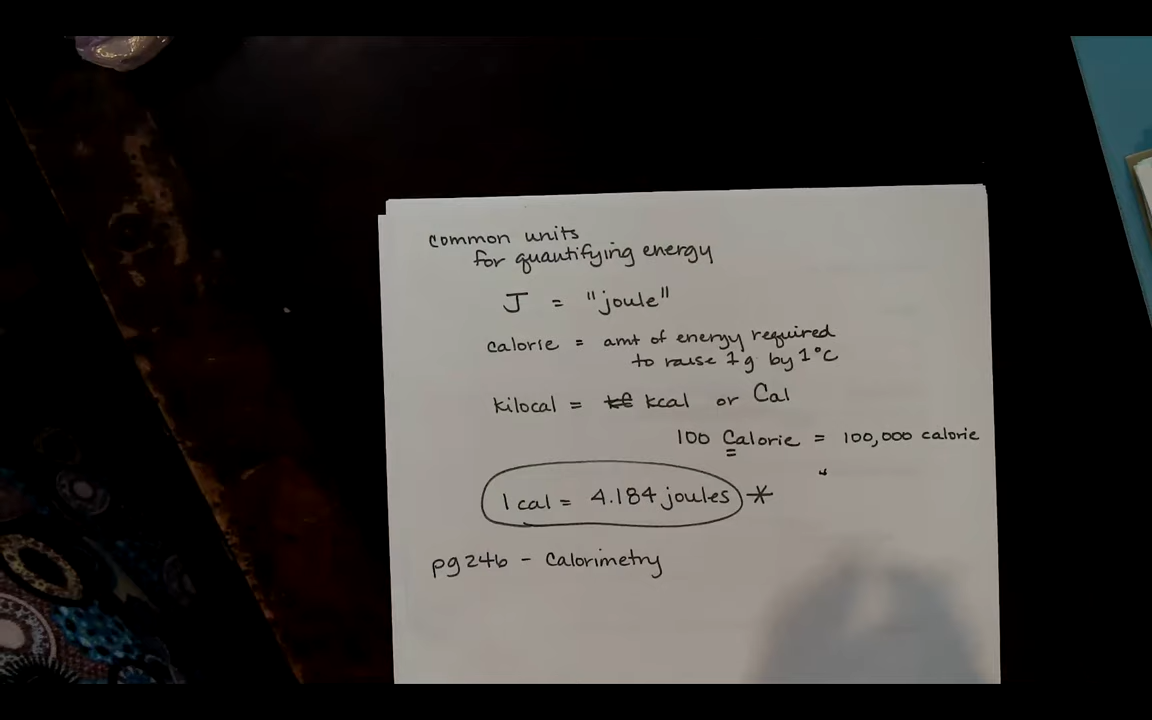 common units
for quantifying energy
J = "joule"
calorie = amt of energy required
to raise 1g by 1°C
kilocal = kcal or Cal
100 Calorie = 100,000 calorie
1 cal = 4.184 joules *
pg 246 - Calorimetry